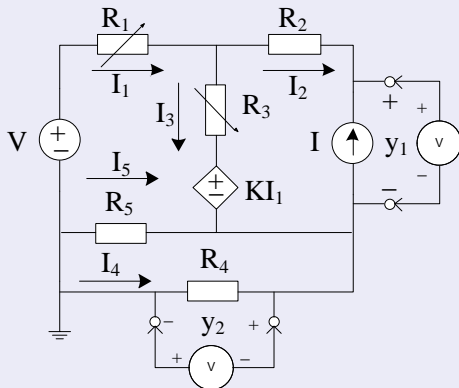 R1 R2
I1 I2
I3 R3
+ +
V + − I y1 V
I5 + − KI1 − −
R5
I4 R4
− y2 +
+ V −